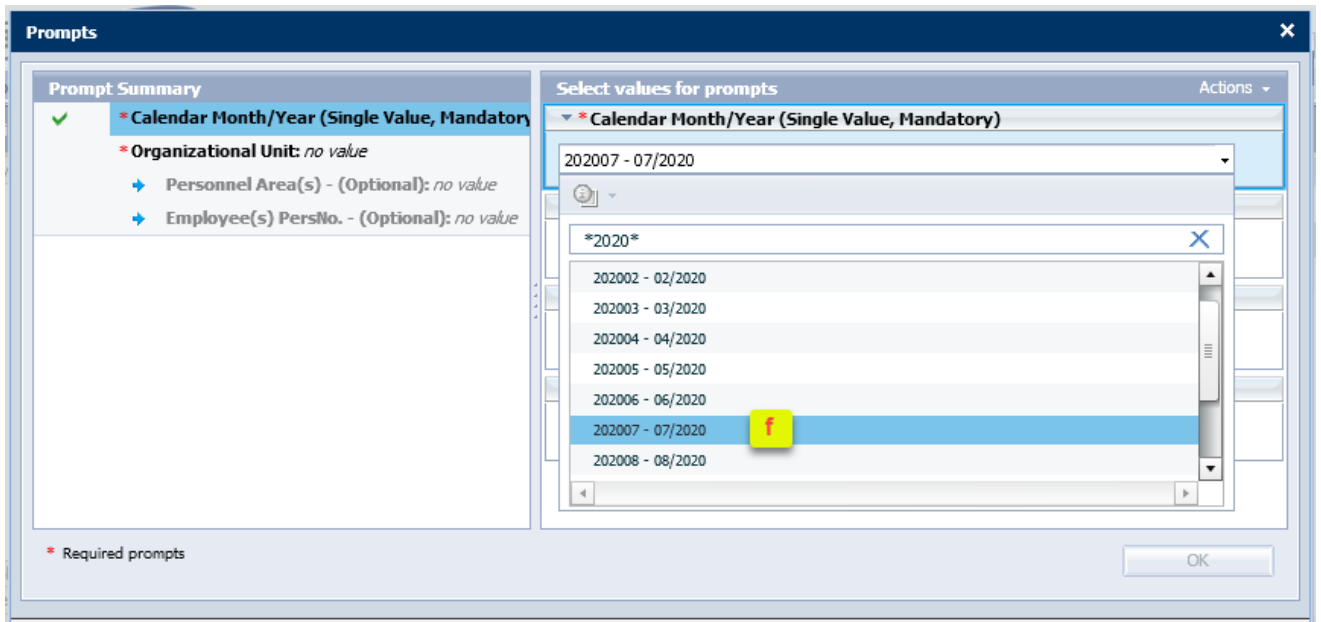 Prompts
Prompt Summary
*Calendar Month/Year (Single Value, Mandatory
*Organizational Unit: no value
Personnel Area(s) - (Optional): no value
Employee(s) PersNo. - (Optional): no value
Select values for prompts
Actions
*Calendar Month/Year (Single Value, Mandatory)
202007 - 07/2020
*2020*
202002 - 02/2020
202003 - 03/2020
202004 - 04/2020
202005 - 05/2020
202006 - 06/2020
202007 - 07/2020 f
202008 - 08/2020
* Required prompts
OK